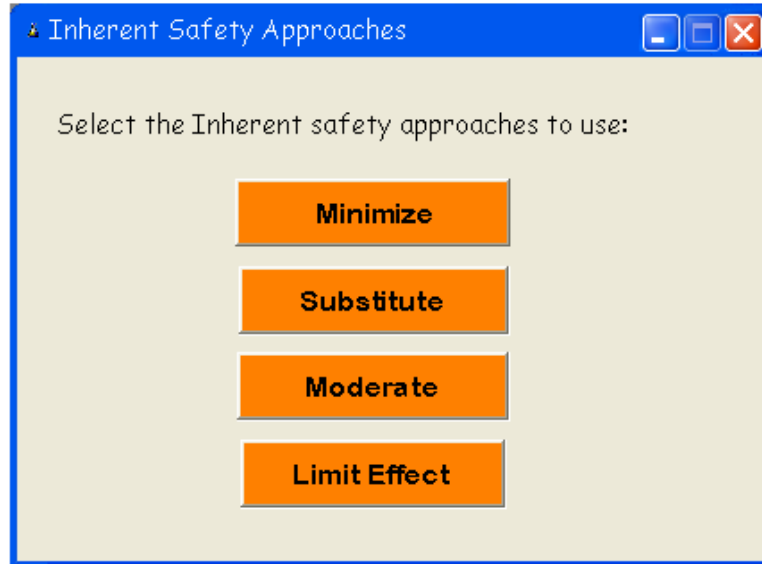 Inherent Safety Approaches
Select the Inherent safety approaches to use:
Minimize
Substitute
Moderate
Limit Effect